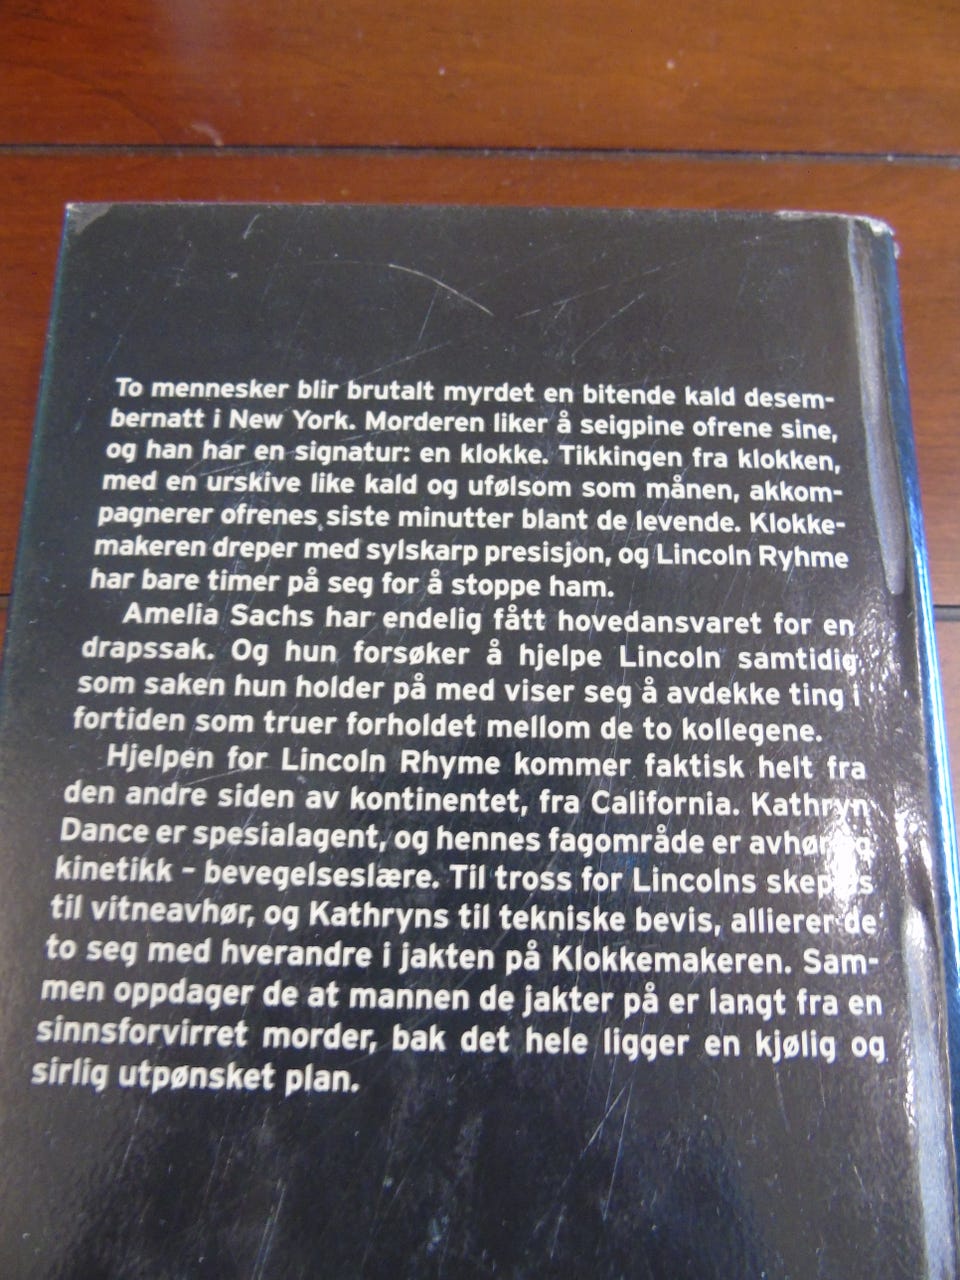 To mennesker blir brutalt myrdet en bitende kald desem-
bernatt i New York. Morderen liker å seigpine ofrene sine,
og han har en signatur: en klokke. Tikkingen fra klokken,
med en urskive like kald og ufølsom som månen, akkom-
pagnerer ofrenes siste minutter blant de levende. Klokke-
makeren dreper med sylskarp presisjon, og Lincoln Ryhme
har bare timer på seg for å stoppe ham.
Amelia Sachs har endelig fått hovedansvaret for en
drapssak. Og hun forsøker å hjelpe Lincoln samtidig
som saken hun holder på med viser seg å avdekke ting i
fortiden som truer forholdet mellom de to kollegene.
Hjelpen for Lincoln Rhyme kommer faktisk helt fra
den andre siden av kontinentet, fra California. Kathryn
Dance er spesialagent, og hennes fagområde er
kinetikk – bevegelseslære. Til tross for Lincolns skepsis
til vitneavhør, og Kathryns til tekniske bevis, allierer de
to seg med hverandre i jakten på Klokkemakeren. Sam-
men oppdager de at mannen de jakter på er langt fra en
sinnsforvirret morder, bak det hele ligger en kjølig og
sirlig utpønsket plan.